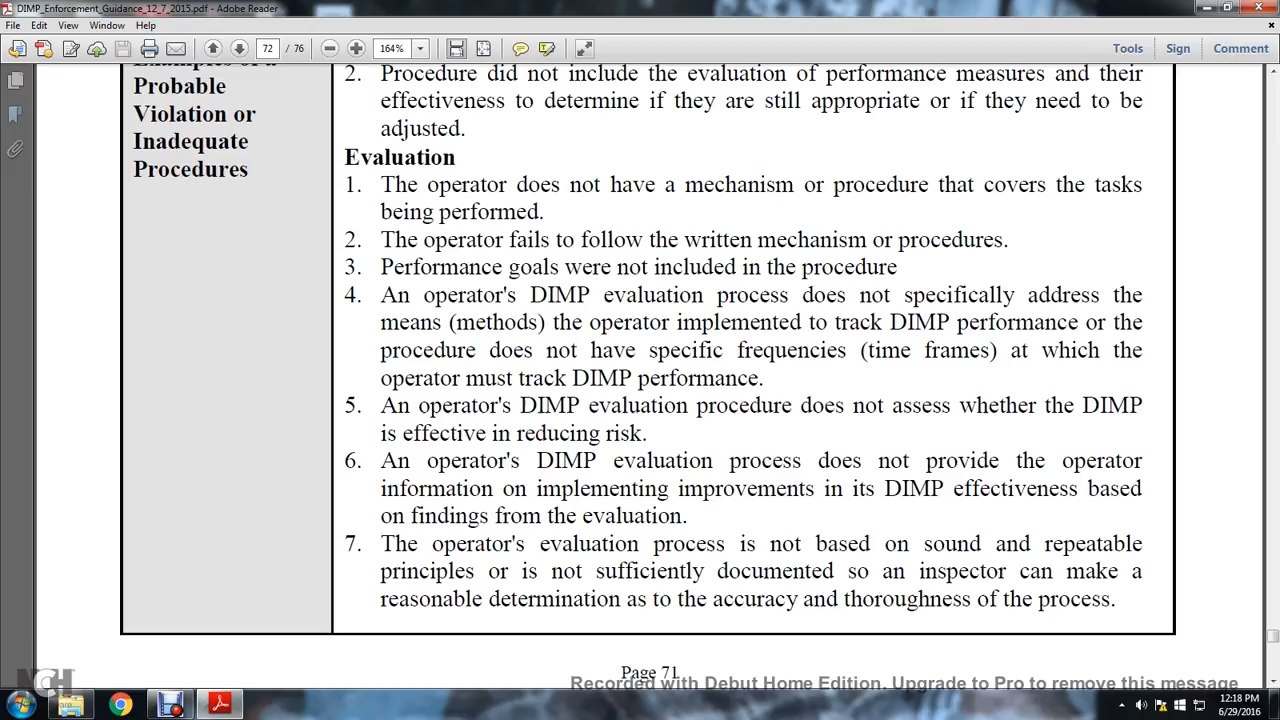 DIMP_Enforcement_Guidance_12_7_2015.pdf - Adobe Reader
File Edit View Window Help
72 / 76 164% Tools Sign Comment
Examples of a
Probable
Violation or
Inadequate
Procedures
2. Procedure did not include the evaluation of performance measures and their
effectiveness to determine if they are still appropriate or if they need to be
adjusted.
Evaluation
1. The operator does not have a mechanism or procedure that covers the tasks
being performed.
2. The operator fails to follow the written mechanism or procedures.
3. Performance goals were not included in the procedure
4. An operator's DIMP evaluation process does not specifically address the
means (methods) the operator implemented to track DIMP performance or the
procedure does not have specific frequencies (time frames) at which the
operator must track DIMP performance.
5. An operator's DIMP evaluation procedure does not assess whether the DIMP
is effective in reducing risk.
6. An operator's DIMP evaluation process does not provide the operator
information on implementing improvements in its DIMP effectiveness based
on findings from the evaluation.
7. The operator's evaluation process is not based on sound and repeatable
principles or is not sufficiently documented so an inspector can make a
reasonable determination as to the accuracy and thoroughness of the process.
Page 71
NCH
Recorded with Debut Home Edition. Upgrade to Pro to remove this message
12:18 PM
6/29/2016